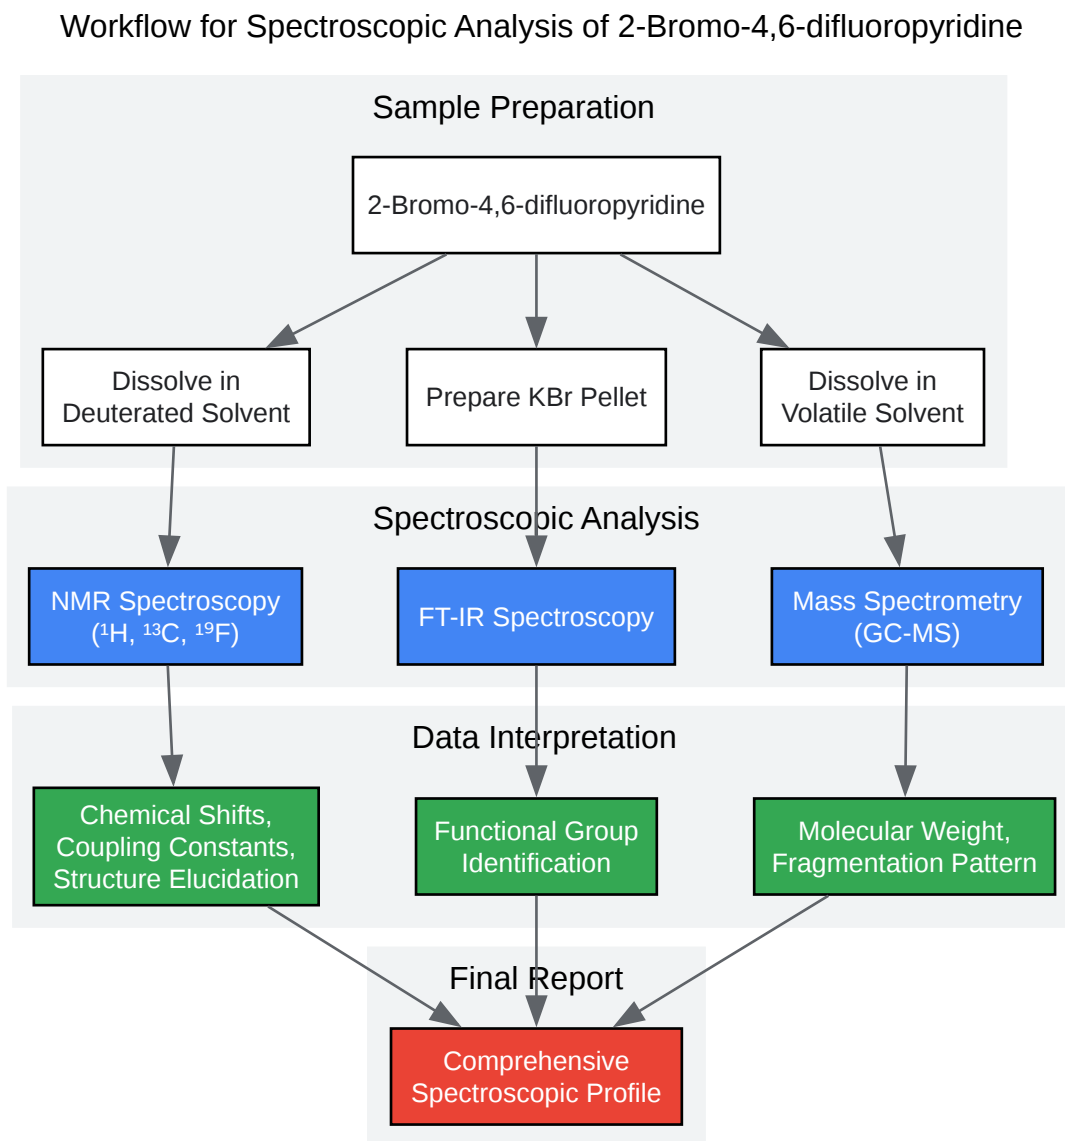 Workflow for Spectroscopic Analysis of 2-Bromo-4,6-difluoropyridine
Sample Preparation
2-Bromo-4,6-difluoropyridine
Dissolve in
Deuterated Solvent
Prepare KBr Pellet
Dissolve in
Volatile Solvent
Spectroscopic Analysis
NMR Spectroscopy
(¹H, ¹³C, ¹⁹F)
FT-IR Spectroscopy
Mass Spectrometry
(GC-MS)
Data Interpretation
Chemical Shifts,
Coupling Constants,
Structure Elucidation
Functional Group
Identification
Molecular Weight,
Fragmentation Pattern
Final Report
Comprehensive
Spectroscopic Profile